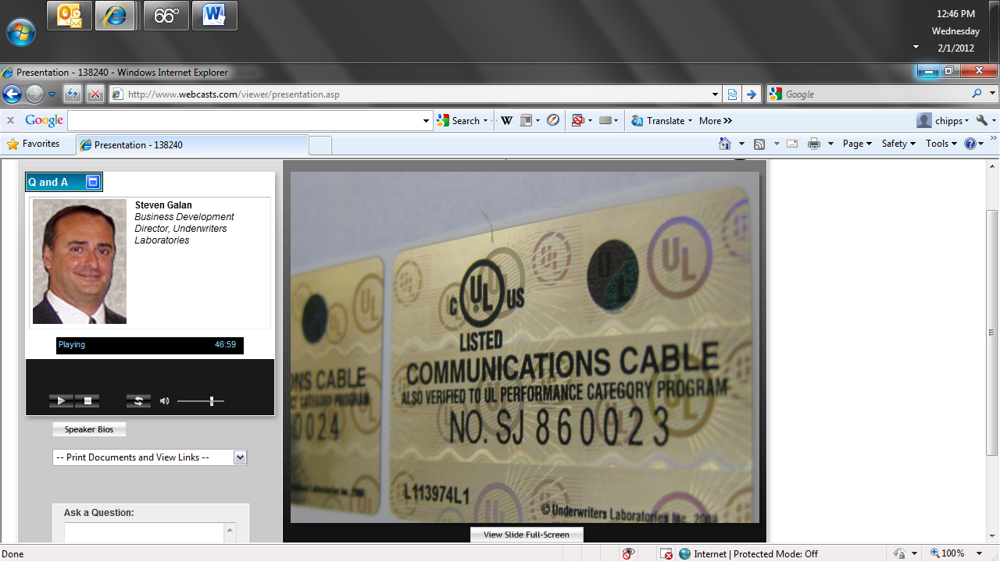 12:46 PM
Wednesday
2/1/2012
66°
Presentation - 138240 - Windows Internet Explorer
http://www.webcasts.com/viewer/presentation.asp
Google
x Google
Search
W
Translate
More »
chipps
Favorites
Presentation - 138240
Page
Safety
Tools
Q and A
Steven Galan
Business Development
Director, Underwriters
Laboratories
Playing 46:59
Speaker Bios
-- Print Documents and View Links --
Ask a Question:
C UL US
®
LISTED
COMMUNICATIONS CABLE
ALSO VERIFIED TO UL PERFORMANCE CATEGORY PROGRAM
NO. SJ 860023
L113974L1
© Underwriters Laboratories Inc. 2008
UL
UL
NS CABLE
CATEGORY PROGRAM
0024
View Slide Full-Screen
Done
Internet | Protected Mode: Off
100%